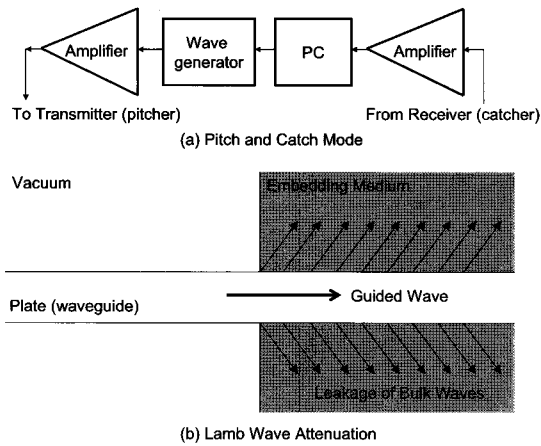 Amplifier
Wave
generator
PC
Amplifier
To Transmitter (pitcher)
From Receiver (catcher)
(a) Pitch and Catch Mode
Vacuum
Embedding Medium
Plate (waveguide)
Guided Wave
Leakage of Bulk Waves
(b) Lamb Wave Attenuation